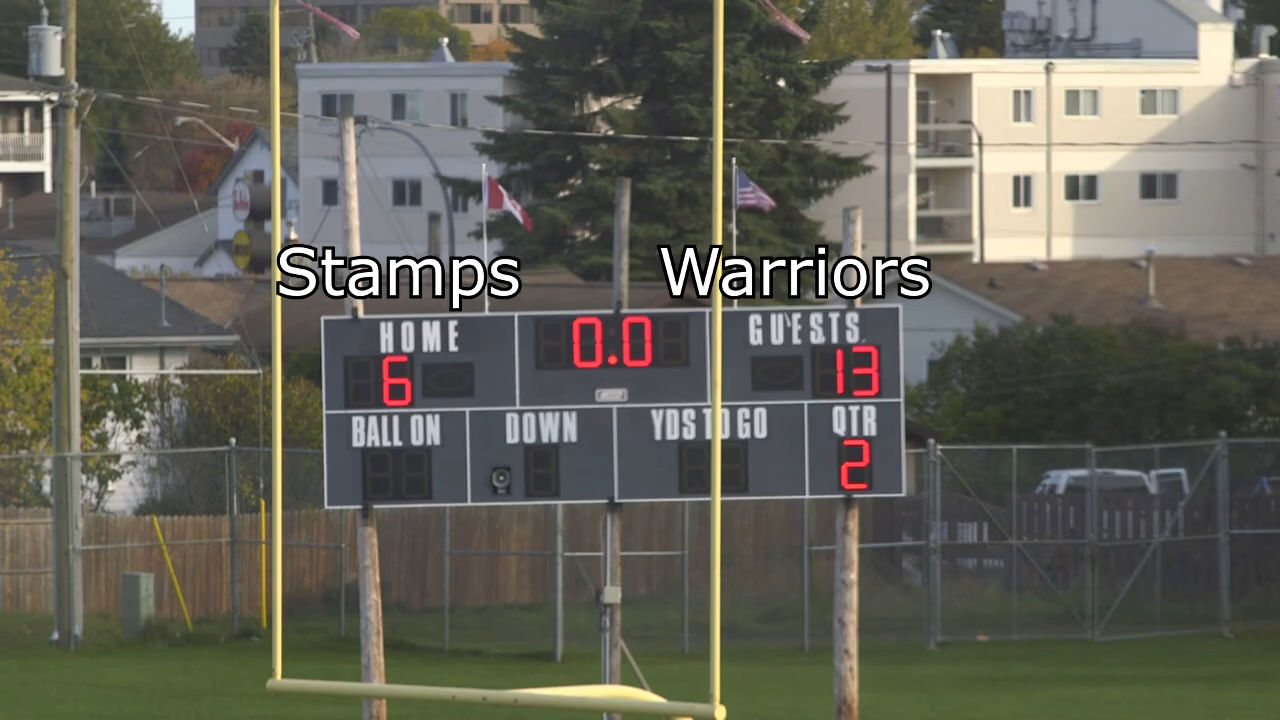 Stamps Warriors
HOME 0.0 GUESTS
6 13
BALL ON DOWN YDS TO GO QTR
2